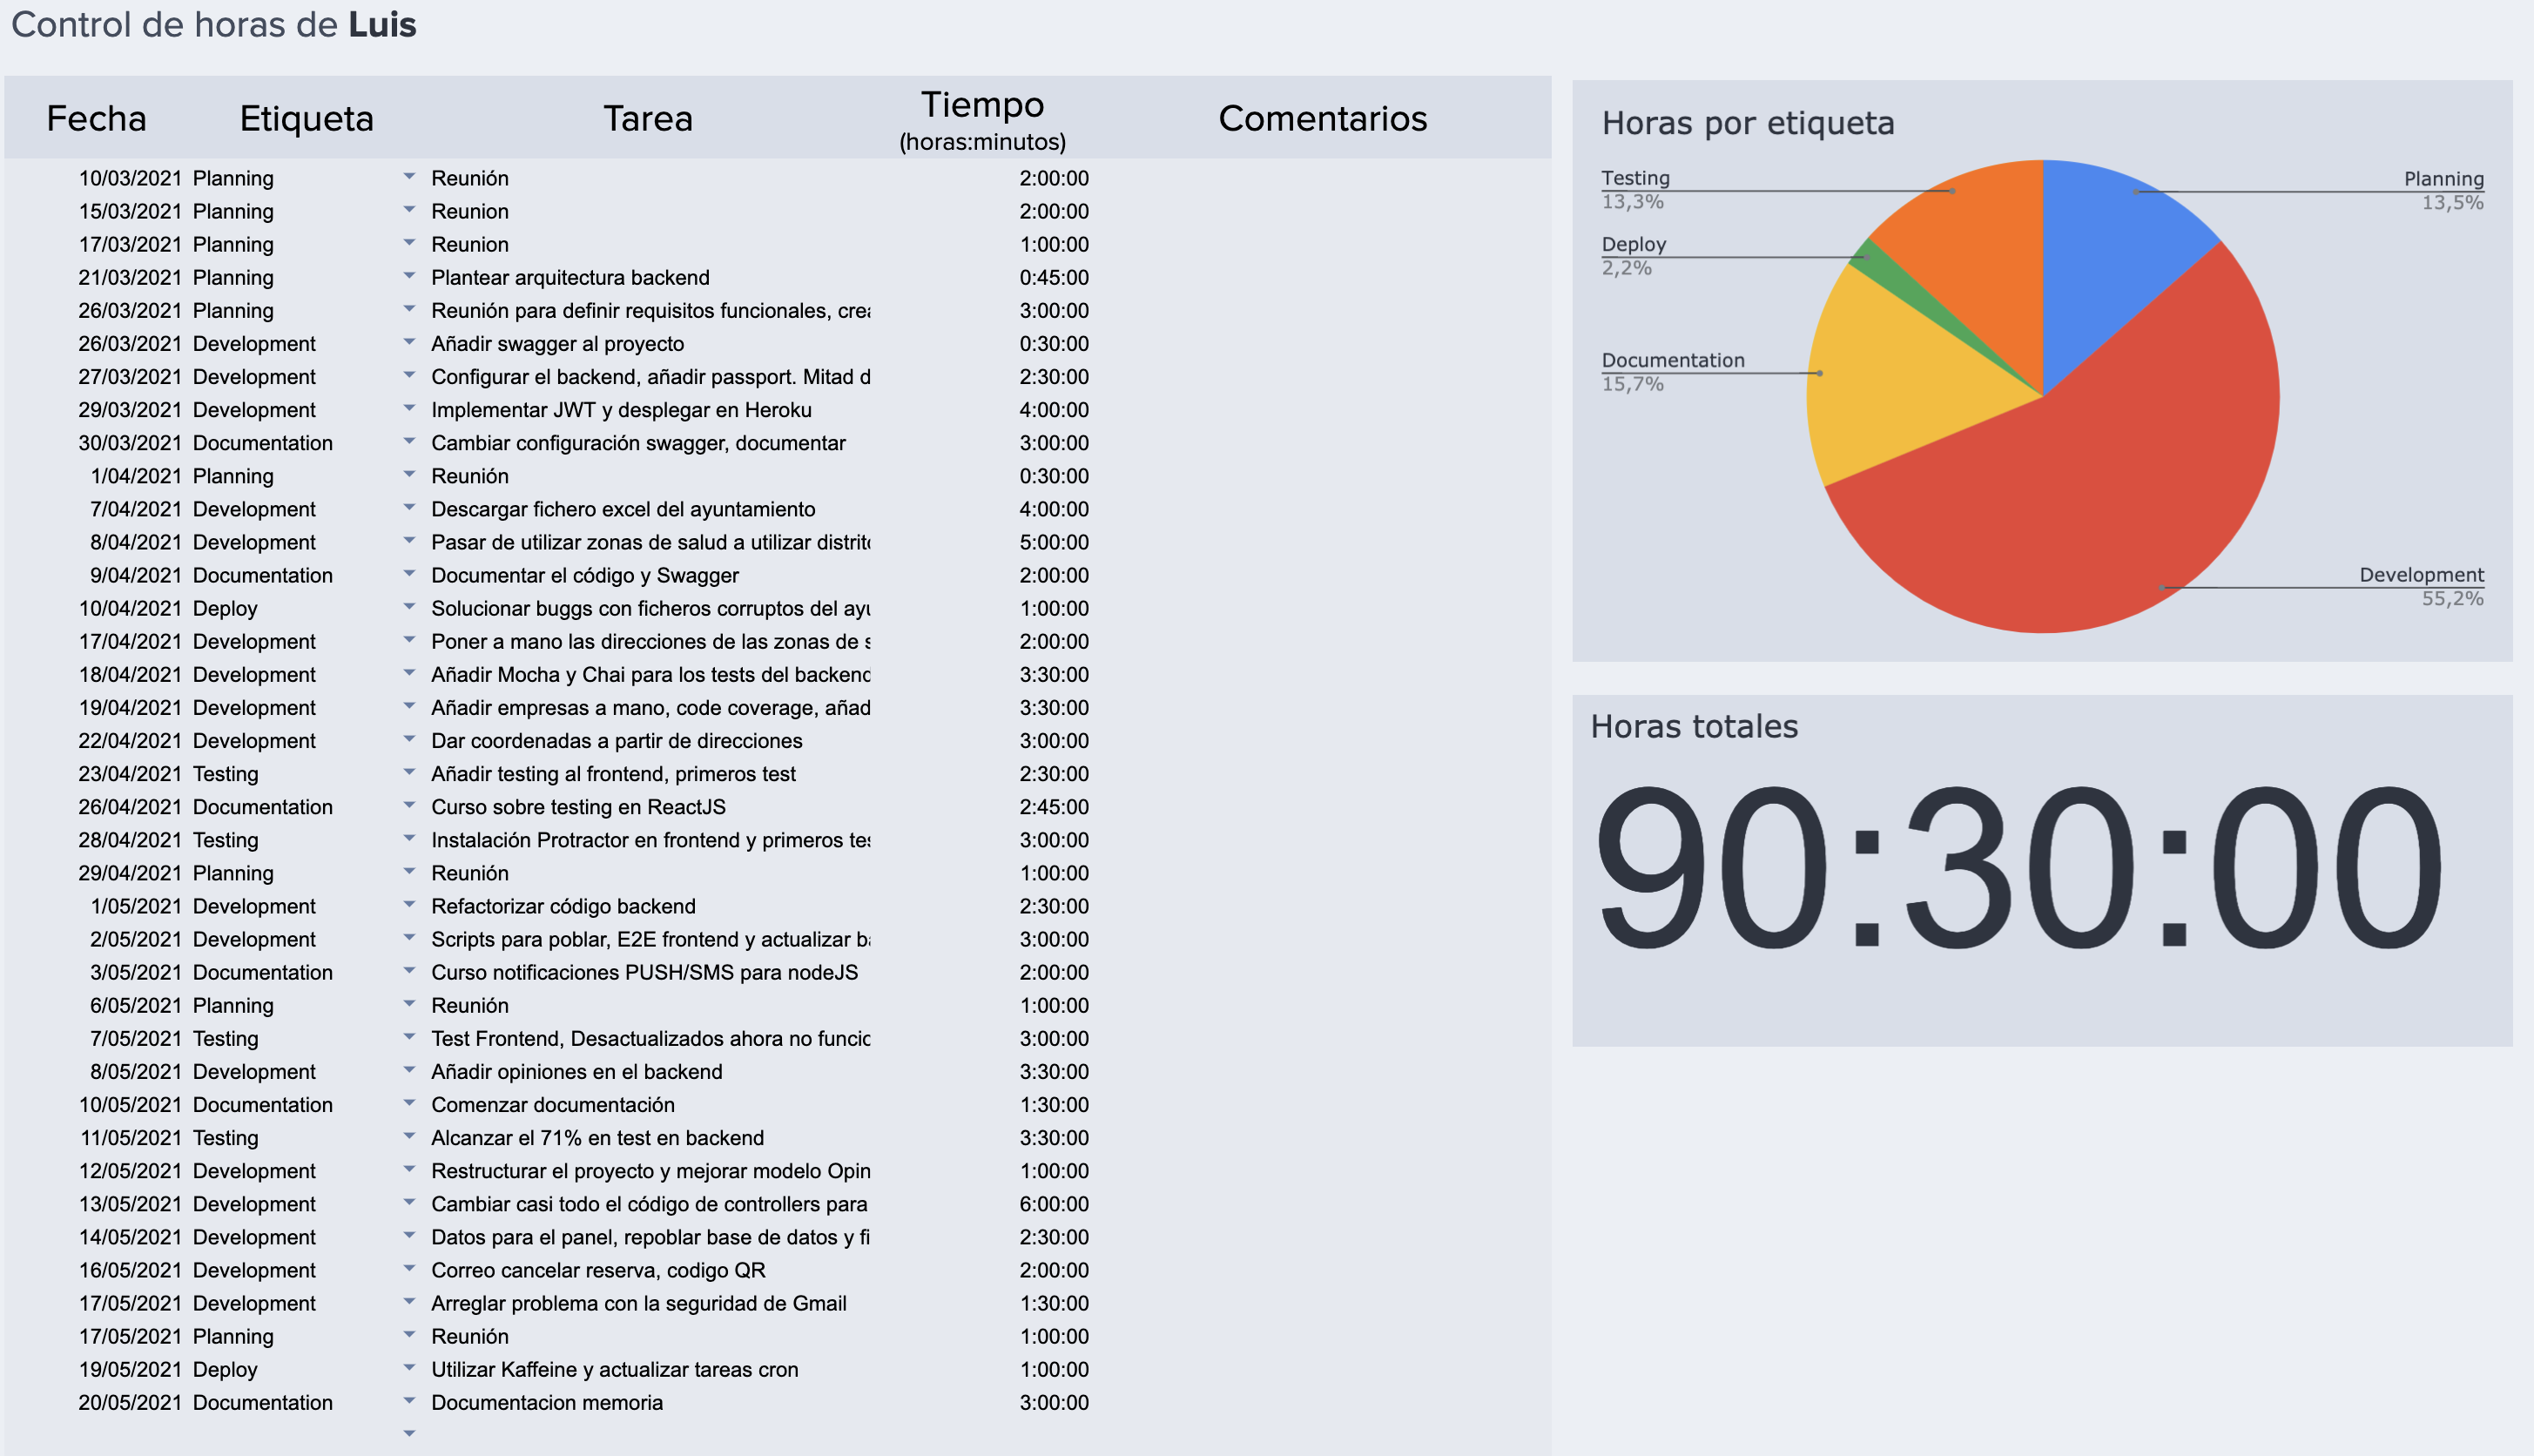 Control de horas de Luis
Fecha Etiqueta Tarea Tiempo (horas:minutos) Comentarios
10/03/2021 Planning Reunión 2:00:00
15/03/2021 Planning Reunion 2:00:00
17/03/2021 Planning Reunion 1:00:00
21/03/2021 Planning Plantear arquitectura backend 0:45:00
26/03/2021 Planning Reunión para definir requisitos funcionales, crea 3:00:00
26/03/2021 Development Añadir swagger al proyecto 0:30:00
27/03/2021 Development Configurar el backend, añadir passport. Mitad d 2:30:00
29/03/2021 Development Implementar JWT y desplegar en Heroku 4:00:00
30/03/2021 Documentation Cambiar configuración swagger, documentar 3:00:00
1/04/2021 Planning Reunión 0:30:00
7/04/2021 Development Descargar fichero excel del ayuntamiento 4:00:00
8/04/2021 Development Pasar de utilizar zonas de salud a utilizar distrito 5:00:00
9/04/2021 Documentation Documentar el código y Swagger 2:00:00
10/04/2021 Deploy Solucionar buggs con ficheros corruptos del ayu 1:00:00
17/04/2021 Development Poner a mano las direcciones de las zonas de s 2:00:00
18/04/2021 Development Añadir Mocha y Chai para los tests del backend 3:30:00
19/04/2021 Development Añadir empresas a mano, code coverage, añad 3:30:00
22/04/2021 Development Dar coordenadas a partir de direcciones 3:00:00
23/04/2021 Testing Añadir testing al frontend, primeros test 2:30:00
26/04/2021 Documentation Curso sobre testing en ReactJS 2:45:00
28/04/2021 Testing Instalación Protractor en frontend y primeros tes 3:00:00
29/04/2021 Planning Reunión 1:00:00
1/05/2021 Development Refactorizar código backend 2:30:00
2/05/2021 Development Scripts para poblar, E2E frontend y actualizar ba 3:00:00
3/05/2021 Documentation Curso notificaciones PUSH/SMS para nodeJS 2:00:00
6/05/2021 Planning Reunión 1:00:00
7/05/2021 Testing Test Frontend, Desactualizados ahora no funcio 3:00:00
8/05/2021 Development Añadir opiniones en el backend 3:30:00
10/05/2021 Documentation Comenzar documentación 1:30:00
11/05/2021 Testing Alcanzar el 71% en test en backend 3:30:00
12/05/2021 Development Restructurar el proyecto y mejorar modelo Opin 1:00:00
13/05/2021 Development Cambiar casi todo el código de controllers para 6:00:00
14/05/2021 Development Datos para el panel, repoblar base de datos y fi 2:30:00
16/05/2021 Development Correo cancelar reserva, codigo QR 2:00:00
17/05/2021 Development Arreglar problema con la seguridad de Gmail 1:30:00
17/05/2021 Planning Reunión 1:00:00
19/05/2021 Deploy Utilizar Kaffeine y actualizar tareas cron 1:00:00
20/05/2021 Documentation Documentacion memoria 3:00:00
Horas por etiqueta
Testing
13,3%
Planning
13,5%
Deploy
2,2%
Documentation
15,7%
Development
55,2%
Horas totales
90:30:00